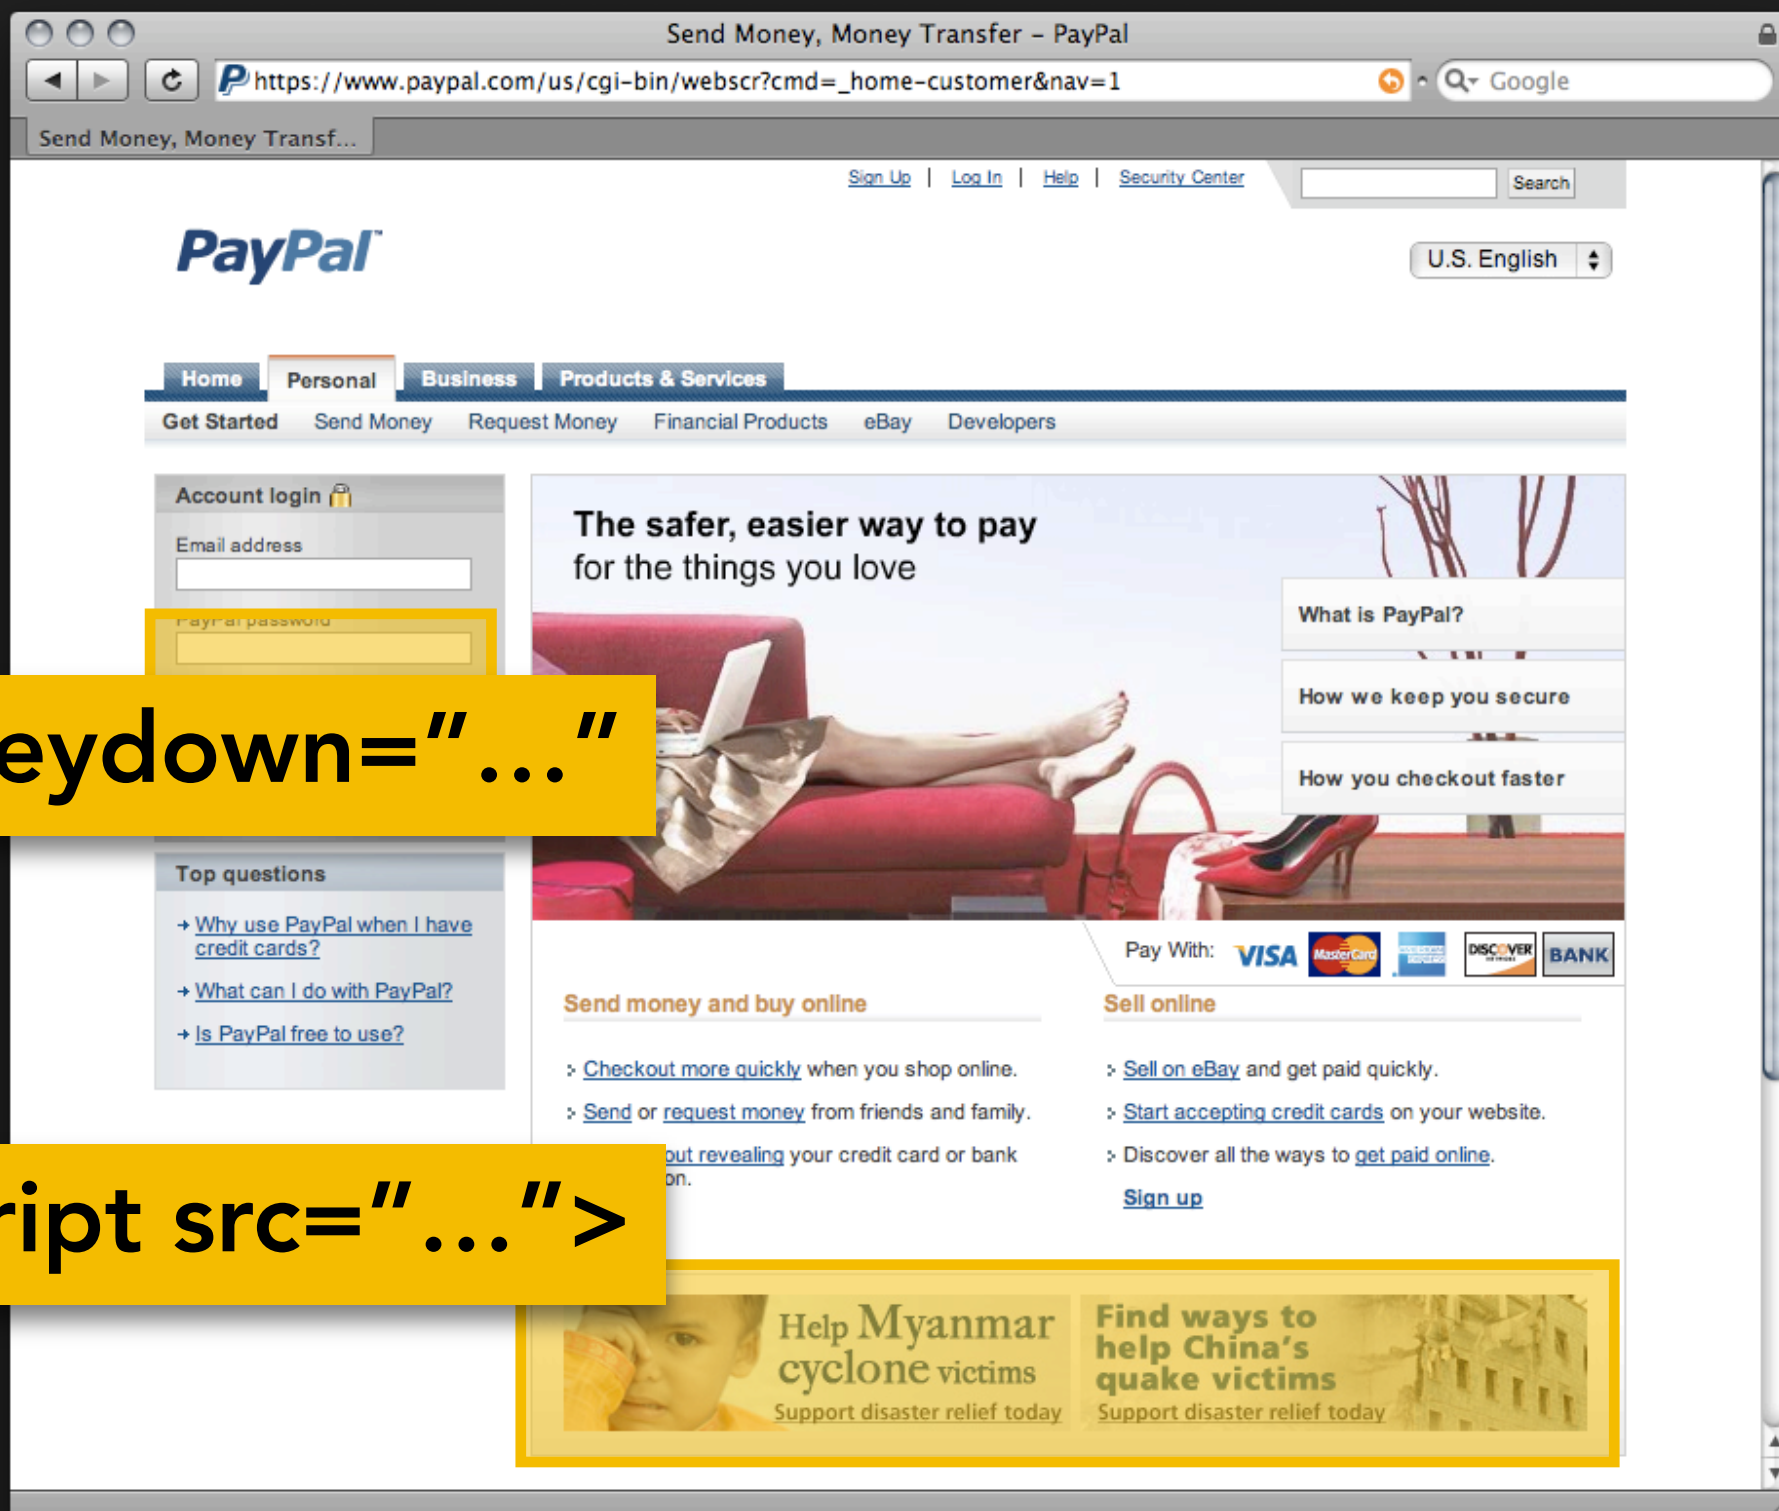 Send Money, Money Transfer – PayPal
https://www.paypal.com/us/cgi-bin/webscr?cmd=_home-customer&nav=1
Google
Send Money, Money Transf...
Sign Up | Log In | Help | Security Center
Search
PayPal™
U.S. English
Home Personal Business Products & Services
Get Started Send Money Request Money Financial Products eBay Developers
Account login
Email address
PayPal password
eydown="..."
The safer, easier way to pay
for the things you love
What is PayPal?
How we keep you secure
How you checkout faster
Top questions
Why use PayPal when I have
credit cards?
What can I do with PayPal?
Is PayPal free to use?
Pay With: VISA MasterCard DISCOVER BANK
Send money and buy online
Checkout more quickly when you shop online.
Send or request money from friends and family.
out revealing your credit card or bank
on.
Sell online
Sell on eBay and get paid quickly.
Start accepting credit cards on your website.
Discover all the ways to get paid online.
Sign up
ript src="...">
Help Myanmar
cyclone victims
Support disaster relief today
Find ways to
help China's
quake victims
Support disaster relief today